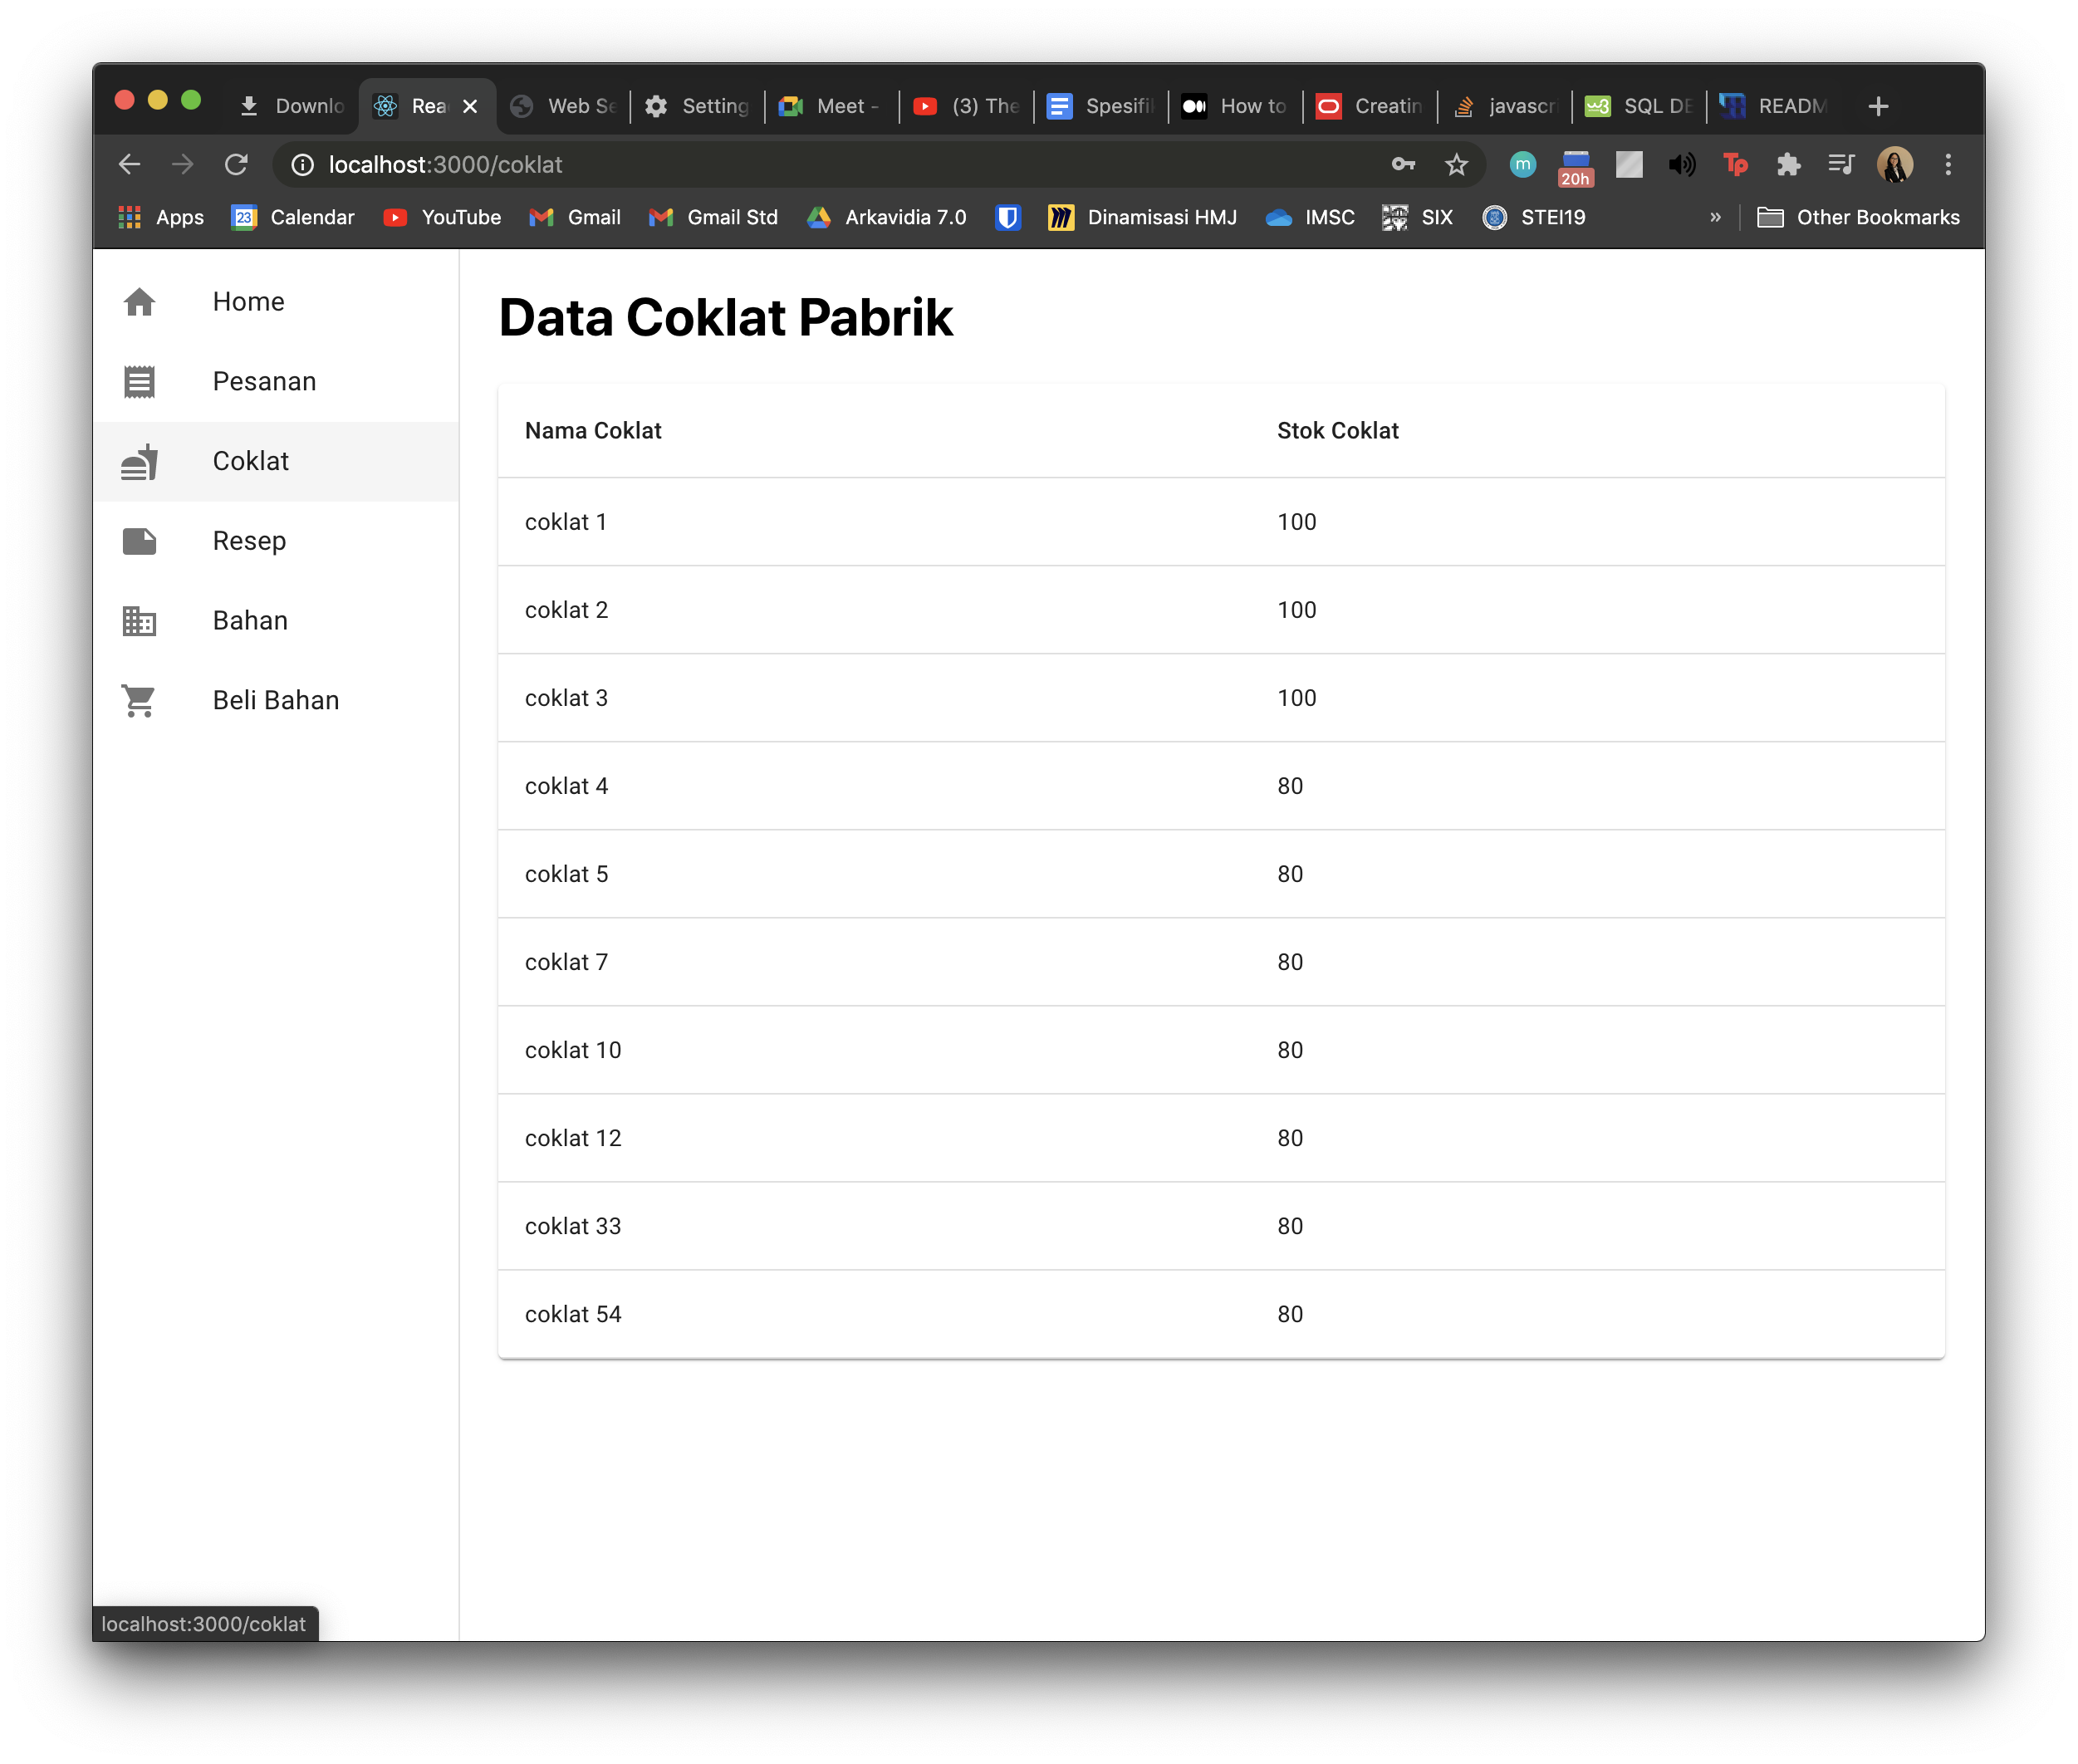 Downlo Rea Web Se Setting Meet - (3) The Spesifi How to Creatin javascri SQL DE READM
localhost:3000/coklat
m 20h Tp
Apps 23 Calendar YouTube Gmail Gmail Std Arkavidia 7.0 Dinamisasi HMJ IMSC SIX STEI19 » Other Bookmarks
Home
Pesanan
Coklat
Resep
Bahan
Beli Bahan
Data Coklat Pabrik
Nama Coklat Stok Coklat
coklat 1 100
coklat 2 100
coklat 3 100
coklat 4 80
coklat 5 80
coklat 7 80
coklat 10 80
coklat 12 80
coklat 33 80
coklat 54 80
localhost:3000/coklat